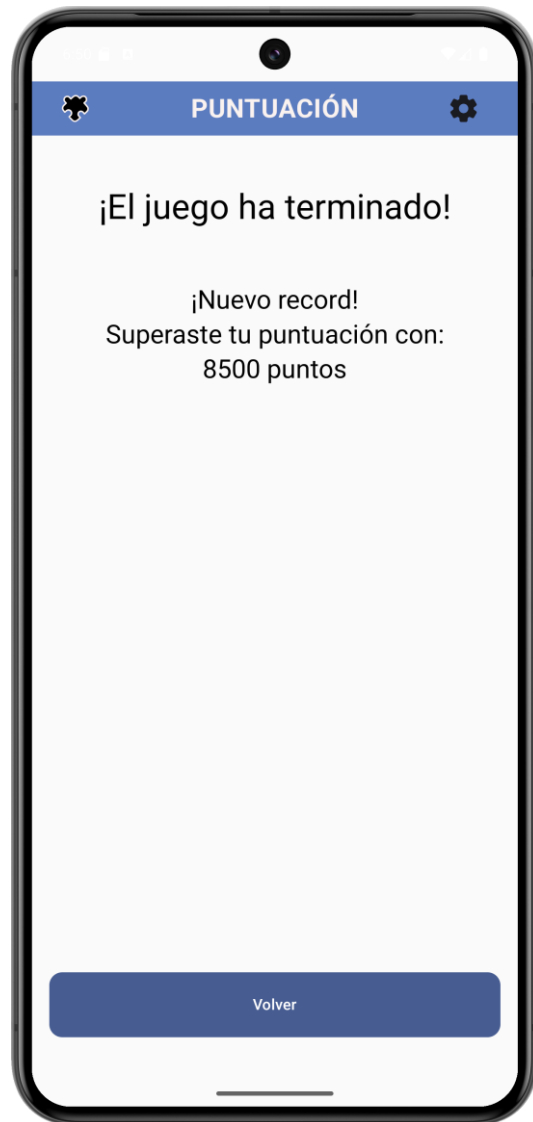 PUNTUACIÓN
¡El juego ha terminado!
¡Nuevo record!
Superaste tu puntuación con:
8500 puntos
Volver